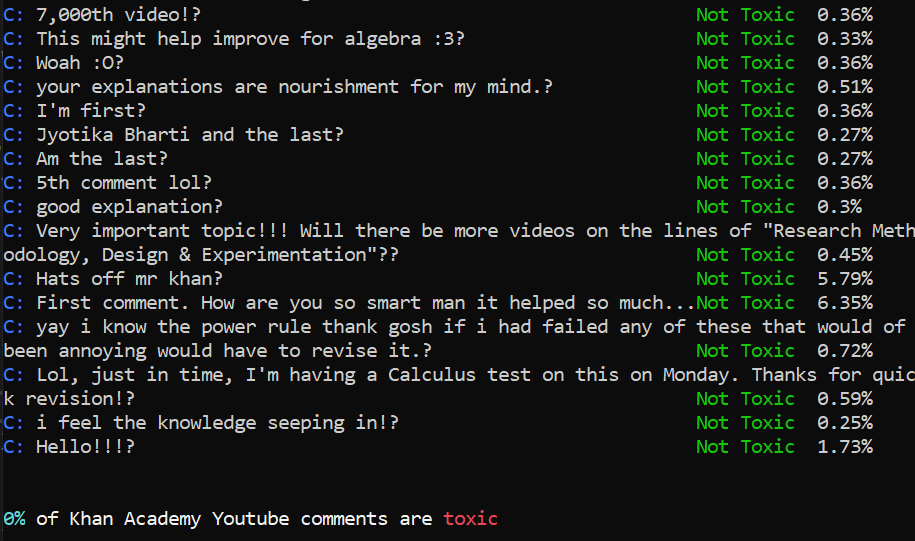 C: 7,000th video!? Not Toxic 0.36%
C: This might help improve for algebra :3? Not Toxic 0.33%
C: Woah :O? Not Toxic 0.36%
C: your explanations are nourishment for my mind.? Not Toxic 0.51%
C: I'm first? Not Toxic 0.36%
C: Jyotika Bharti and the last? Not Toxic 0.27%
C: Am the last? Not Toxic 0.27%
C: 5th comment lol? Not Toxic 0.36%
C: good explanation? Not Toxic 0.3%
C: Very important topic!!! Will there be more videos on the lines of "Research Meth
odology, Design & Experimentation"?? Not Toxic 0.45%
C: Hats off mr khan? Not Toxic 5.79%
C: First comment. How are you so smart man it helped so much...Not Toxic 6.35%
C: yay i know the power rule thank gosh if i had failed any of these that would of
been annoying would have to revise it.? Not Toxic 0.72%
C: Lol, just in time, I'm having a Calculus test on this on Monday. Thanks for quic
k revision!? Not Toxic 0.59%
C: i feel the knowledge seeping in!? Not Toxic 0.25%
C: Hello!!!? Not Toxic 1.73%
0% of Khan Academy Youtube comments are toxic